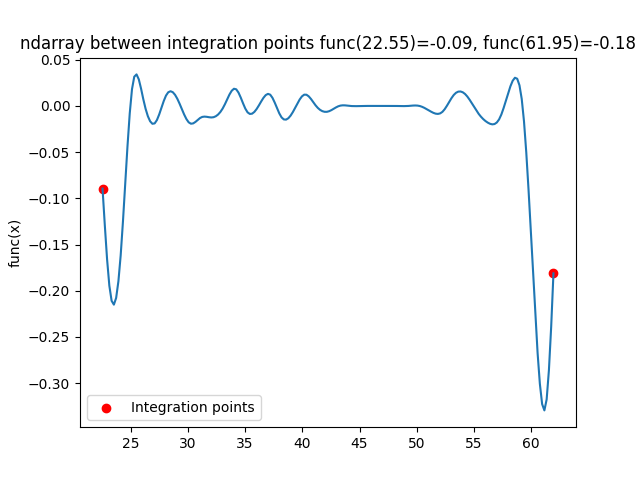 ndarray between integration points func(22.55)=-0.09, func(61.95)=-0.18
0.05
0.00
−0.05
−0.10
−0.15
−0.20
−0.25
−0.30
func(x)
Integration points
25 30 35 40 45 50 55 60